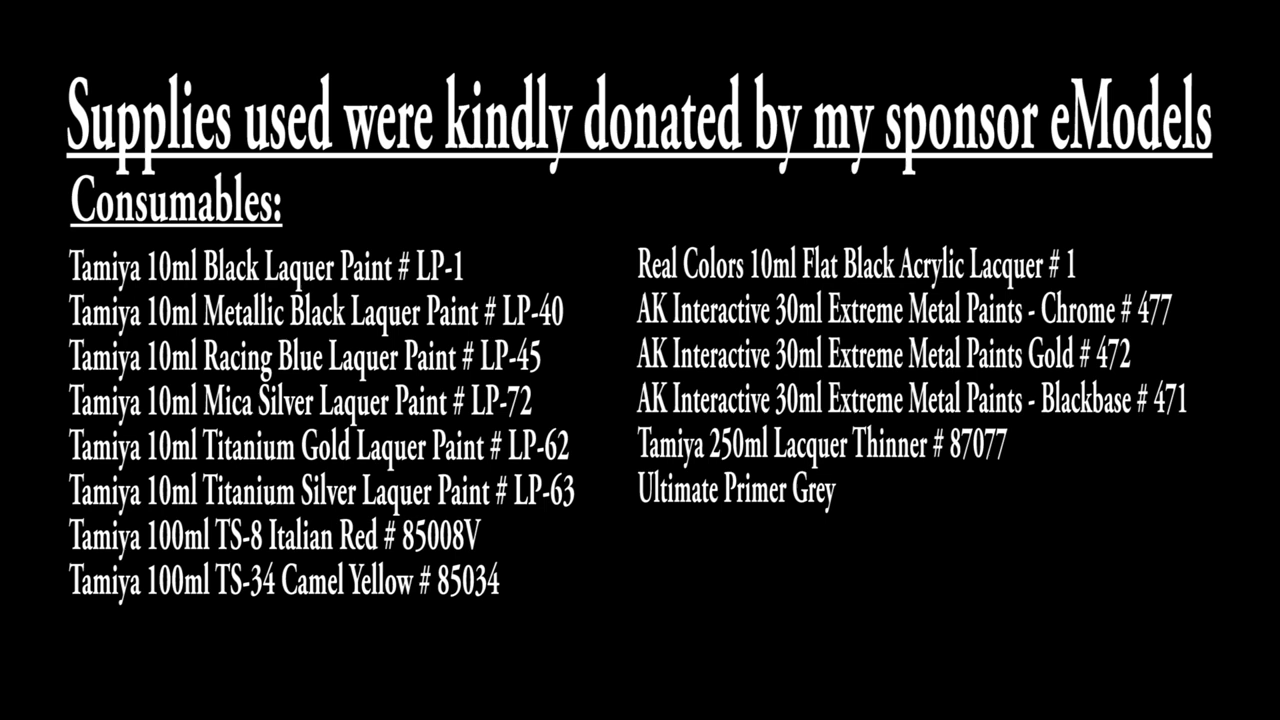 Supplies used were kindly donated by my sponsor eModels
Consumables:
Tamiya 10ml Black Laquer Paint # LP-1
Tamiya 10ml Metallic Black Laquer Paint # LP-40
Tamiya 10ml Racing Blue Laquer Paint # LP-45
Tamiya 10ml Mica Silver Laquer Paint # LP-72
Tamiya 10ml Titanium Gold Laquer Paint # LP-62
Tamiya 10ml Titanium Silver Laquer Paint # LP-63
Tamiya 100ml TS-8 Italian Red # 85008V
Tamiya 100ml TS-34 Camel Yellow # 85034
Real Colors 10ml Flat Black Acrylic Lacquer # 1
AK Interactive 30ml Extreme Metal Paints - Chrome # 477
AK Interactive 30ml Extreme Metal Paints Gold # 472
AK Interactive 30ml Extreme Metal Paints - Blackbase # 471
Tamiya 250ml Lacquer Thinner # 87077
Ultimate Primer Grey